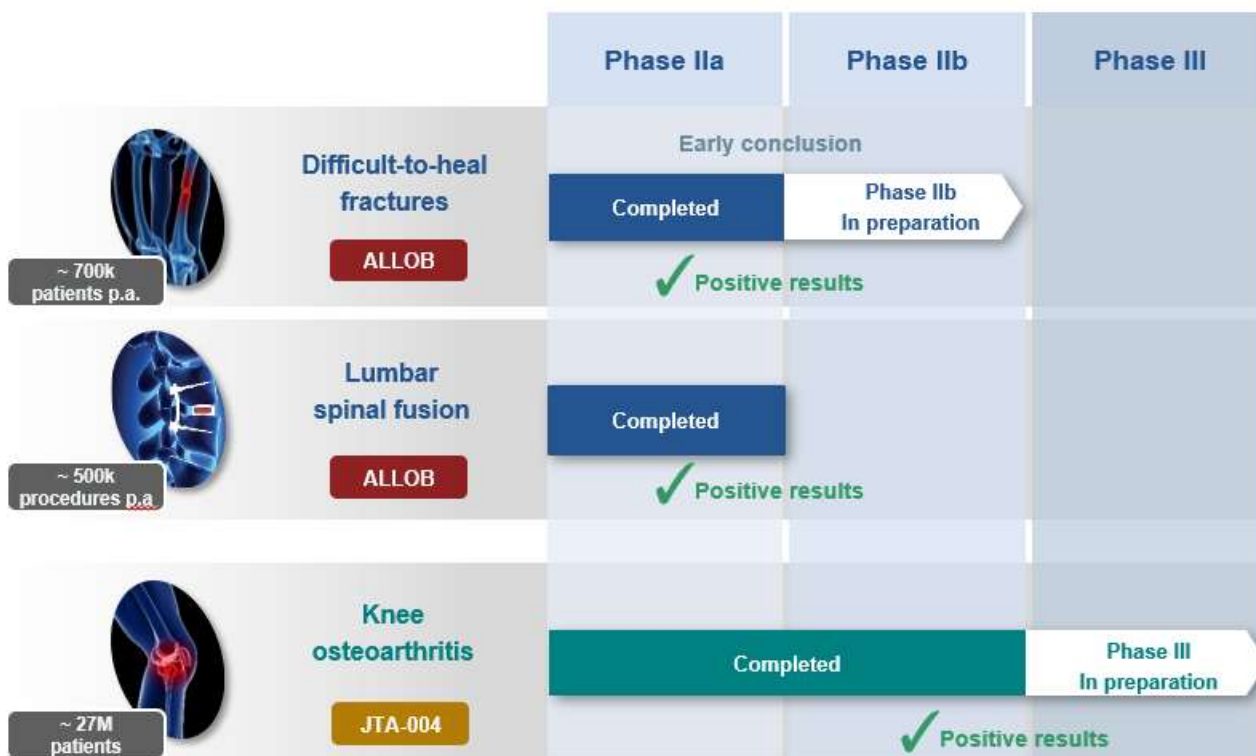 Phase IIa
Phase IIb
Phase III
Difficult-to-heal
fractures
ALLOB
~ 700k
patients p.a.
Early conclusion
Completed
Phase IIb
In preparation
Positive results
Lumbar
spinal fusion
ALLOB
~ 500k
procedures p.a
Completed
Positive results
Knee
osteoarthritis
JTA-004
~ 27M
patients
Completed
Phase III
In preparation
Positive results